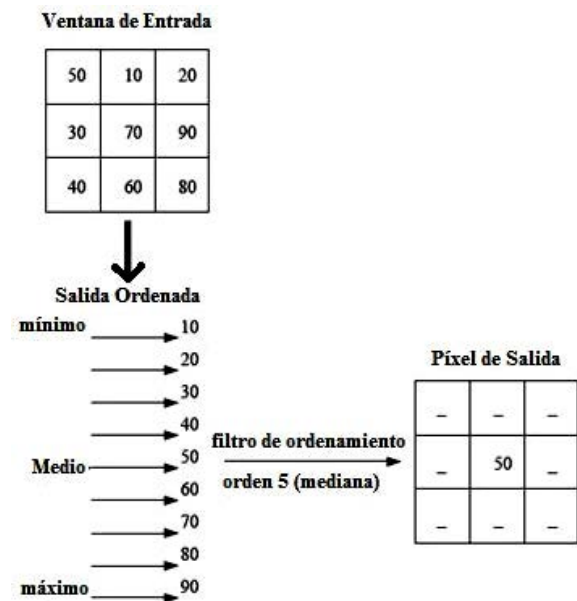 Ventana de Entrada
50 10 20
30 70 90
40 60 80
Salida Ordenada
mínimo 10
20
30
40
Medio 50
60
70
80
máximo 90
filtro de ordenamiento
orden 5 (mediana)
Píxel de Salida
– – –
– 50 –
– – –